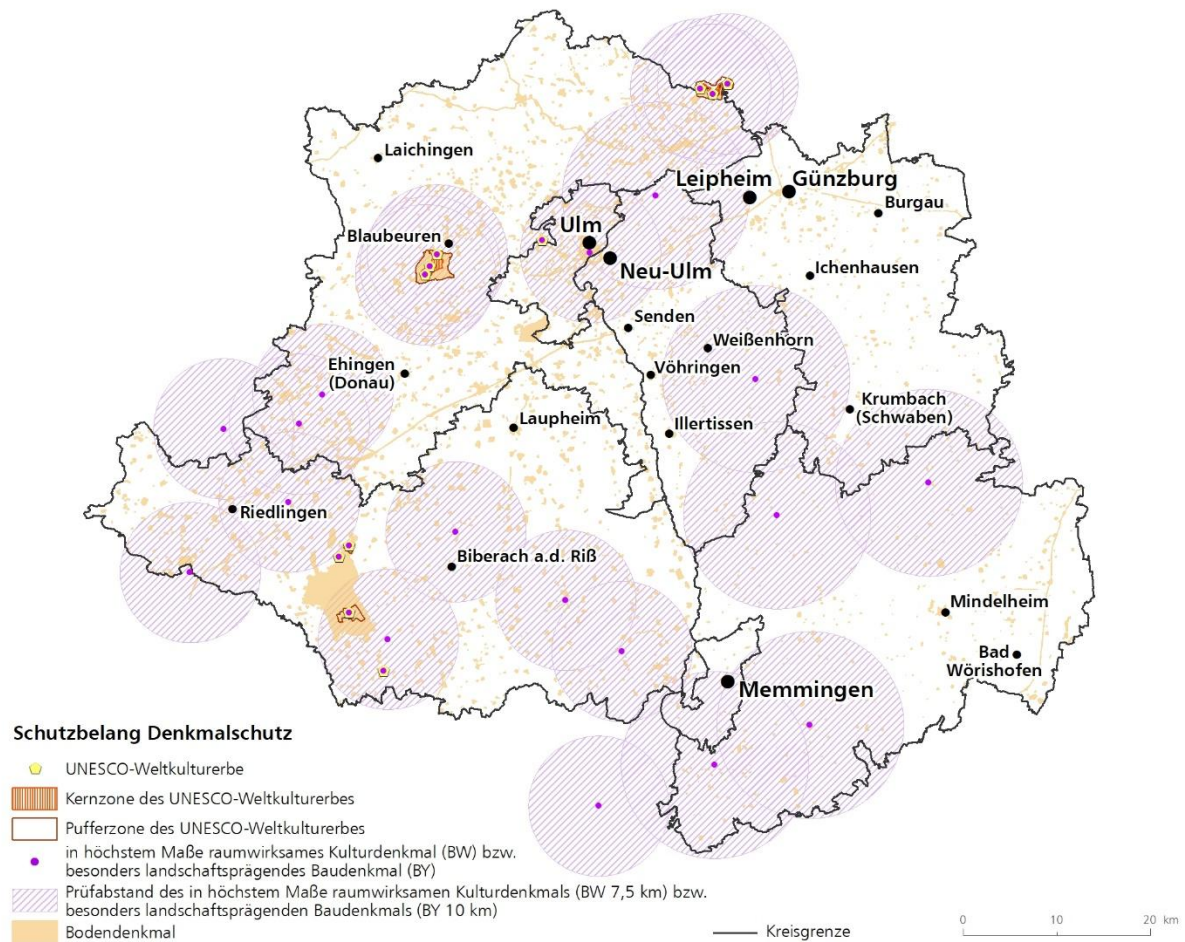 Laichingen
Leipheim
Günzburg
Burgau
Ulm
Blaubeuren
Neu-Ulm
Ichenhausen
Senden
Weißenhorn
Ehingen
(Donau)
Vöhringen
Krumbach
(Schwaben)
Laupheim
Illertissen
Riedlingen
Biberach a.d. Riß
Mindelheim
Bad
Wörishofen
Memmingen
Schutzbelang Denkmalschutz
UNESCO-Weltkulturerbe
Kernzone des UNESCO-Weltkulturerbes
Pufferzone des UNESCO-Weltkulturerbes
in höchstem Maße raumwirksames Kulturdenkmal (BW) bzw.
besonders landschaftsprägendes Baudenkmal (BY)
Prüfabstand des in höchstem Maße raumwirksamen Kulturdenkmals (BW 7,5 km) bzw.
besonders landschaftsprägenden Baudenkmals (BY 10 km)
Bodendenkmal
Kreisgrenze
0 10 20 km